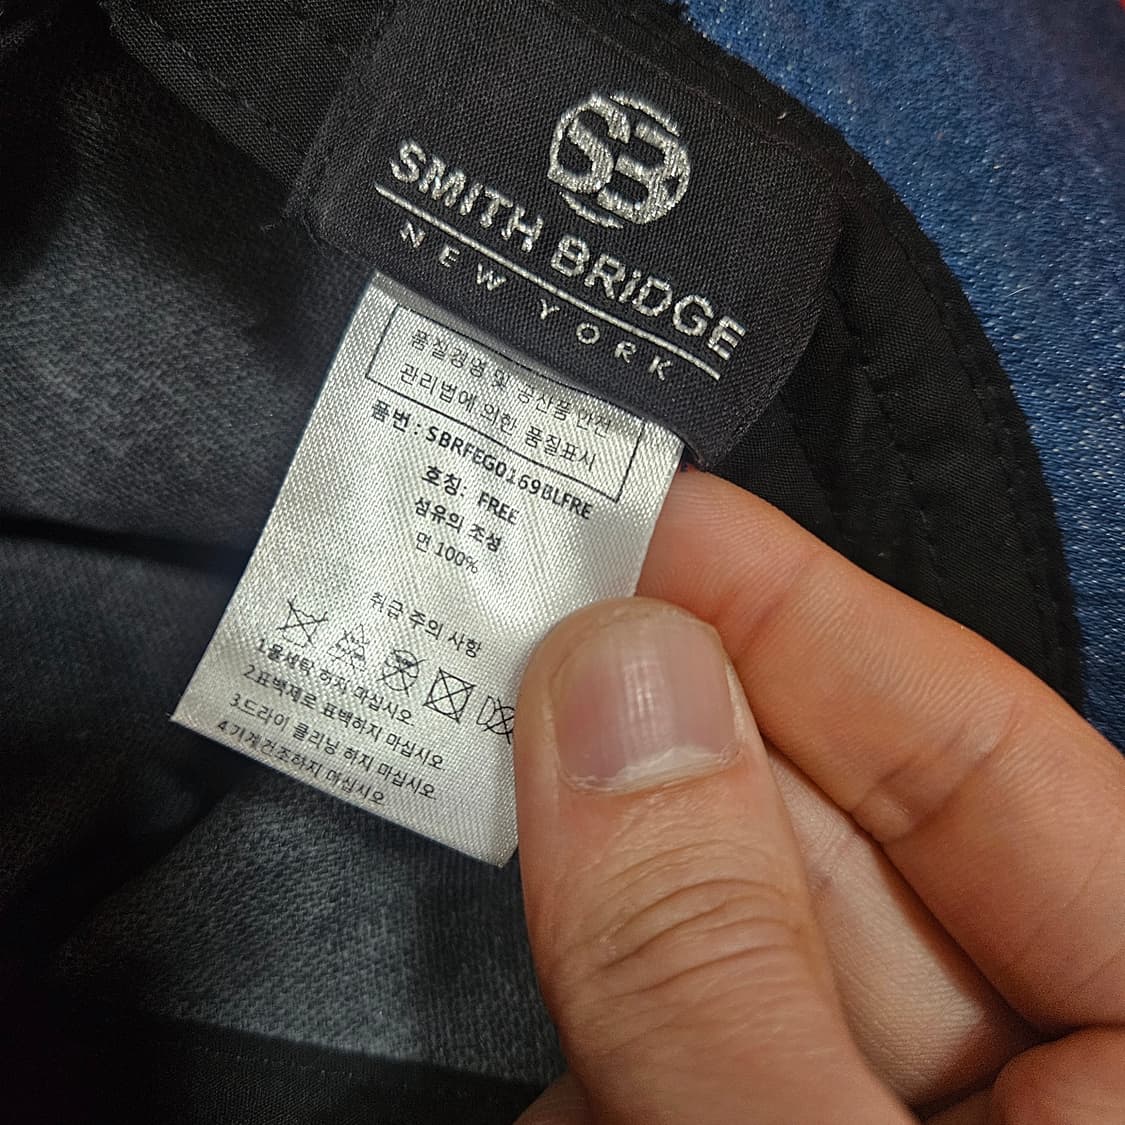 SB
SMITH BRIDGE
NEW YORK
품질경영 및 공산품안전
관리법에 의한 품질표시
품번 : SBRFEG0169BLFRE
호칭: FREE
섬유의 조성
면 100%
취급 주의 사항
1.물세탁 하지 마십시오
2.표백제로 표백하지 마십시오
3.드라이 클리닝 하지 마십시오.
4.기계건조하지 마십시오